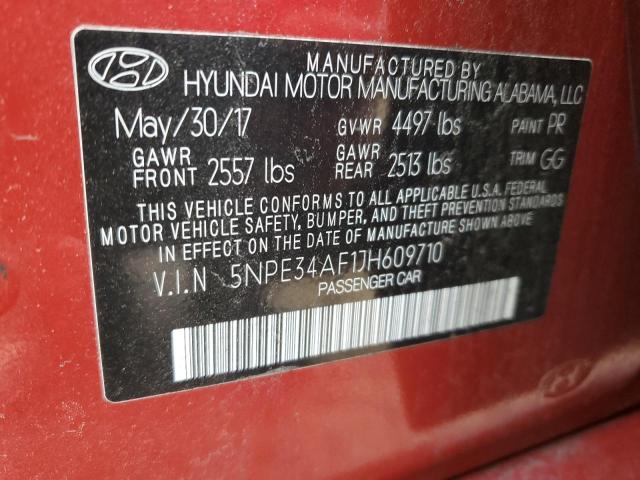 MANUFACTURED BY
HYUNDAI MOTOR MANUFACTURING ALABAMA, LLC
May/30/17 GVWR 4497 lbs PAINT PR
GAWR FRONT 2557 lbs GAWR REAR 2513 lbs TRIM GG
THIS VEHICLE CONFORMS TO ALL APPLICABLE U.S.A. FEDERAL
MOTOR VEHICLE SAFETY, BUMPER, AND THEFT PREVENTION STANDARDS
IN EFFECT ON THE DATE OF MANUFACTURE SHOWN ABOVE.
V.I.N 5NPE34AF1JH609710
PASSENGER CAR